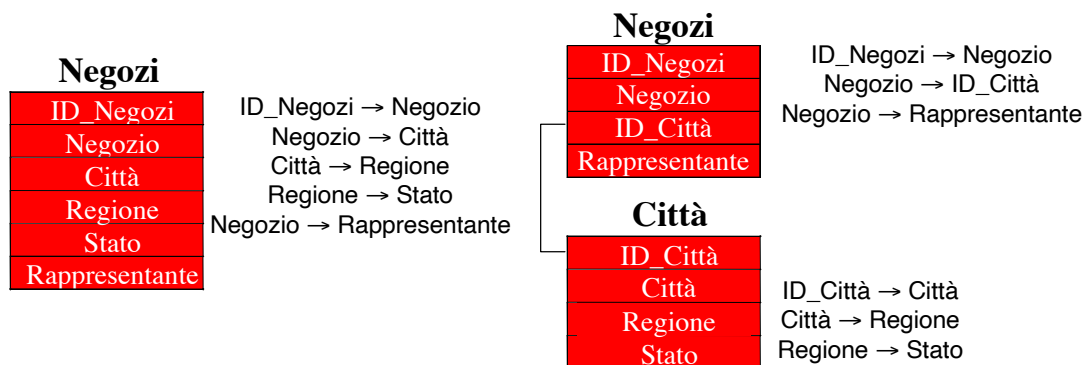 Negozi
ID_Negozi
Negozio
Città
Regione
Stato
Rappresentante
ID_Negozi → Negozio
Negozio → Città
Città → Regione
Regione → Stato
Negozio → Rappresentante
Negozi
ID_Negozi
Negozio
ID_Città
Rappresentante
ID_Negozi → Negozio
Negozio → ID_Città
Negozio → Rappresentante
Città
ID_Città
Città
Regione
Stato
ID_Città → Città
Città → Regione
Regione → Stato